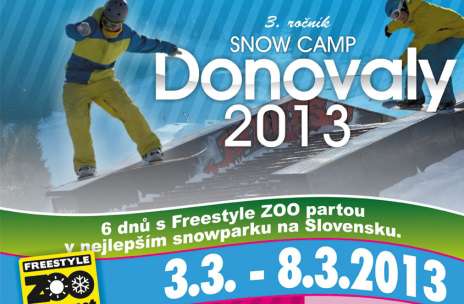 3. ročník
SNOW CAMP
Donovaly
2013
6 dnů s Freestyle ZOO partou
v nejlepším snowparku na Slovensku.
FREESTYLE
ZOO
3.3. - 8.3.2013